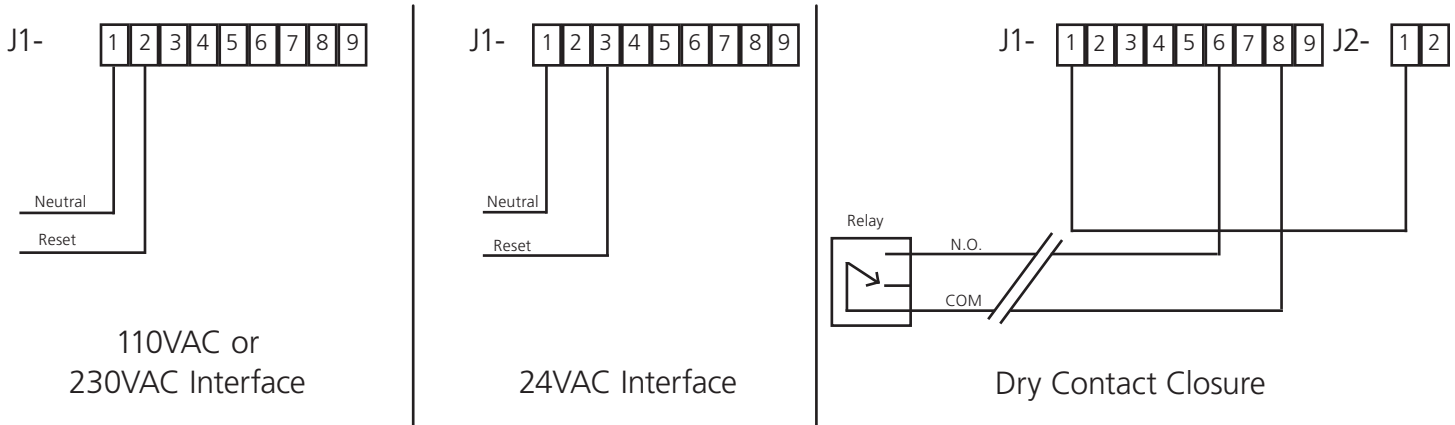 J1- 1 2 3 4 5 6 7 8 9
Neutral
Reset
110VAC or
230VAC Interface
J1- 1 2 3 4 5 6 7 8 9
Neutral
Reset
24VAC Interface
J1- 1 2 3 4 5 6 7 8 9 J2- 1 2
Relay
N.O.
COM
Dry Contact Closure